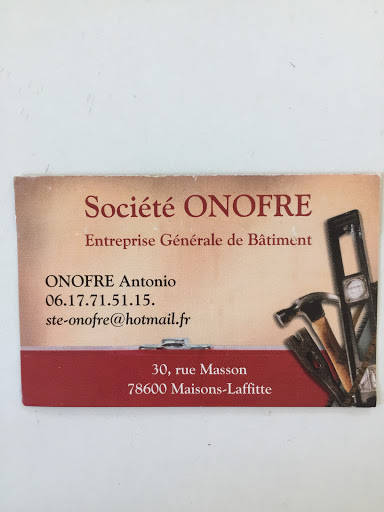 Société ONOFRE
Entreprise Générale de Bâtiment
ONOFRE Antonio
06.17.71.51.15.
ste-onofre@hotmail.fr
30, rue Masson
78600 Maisons-Laffitte